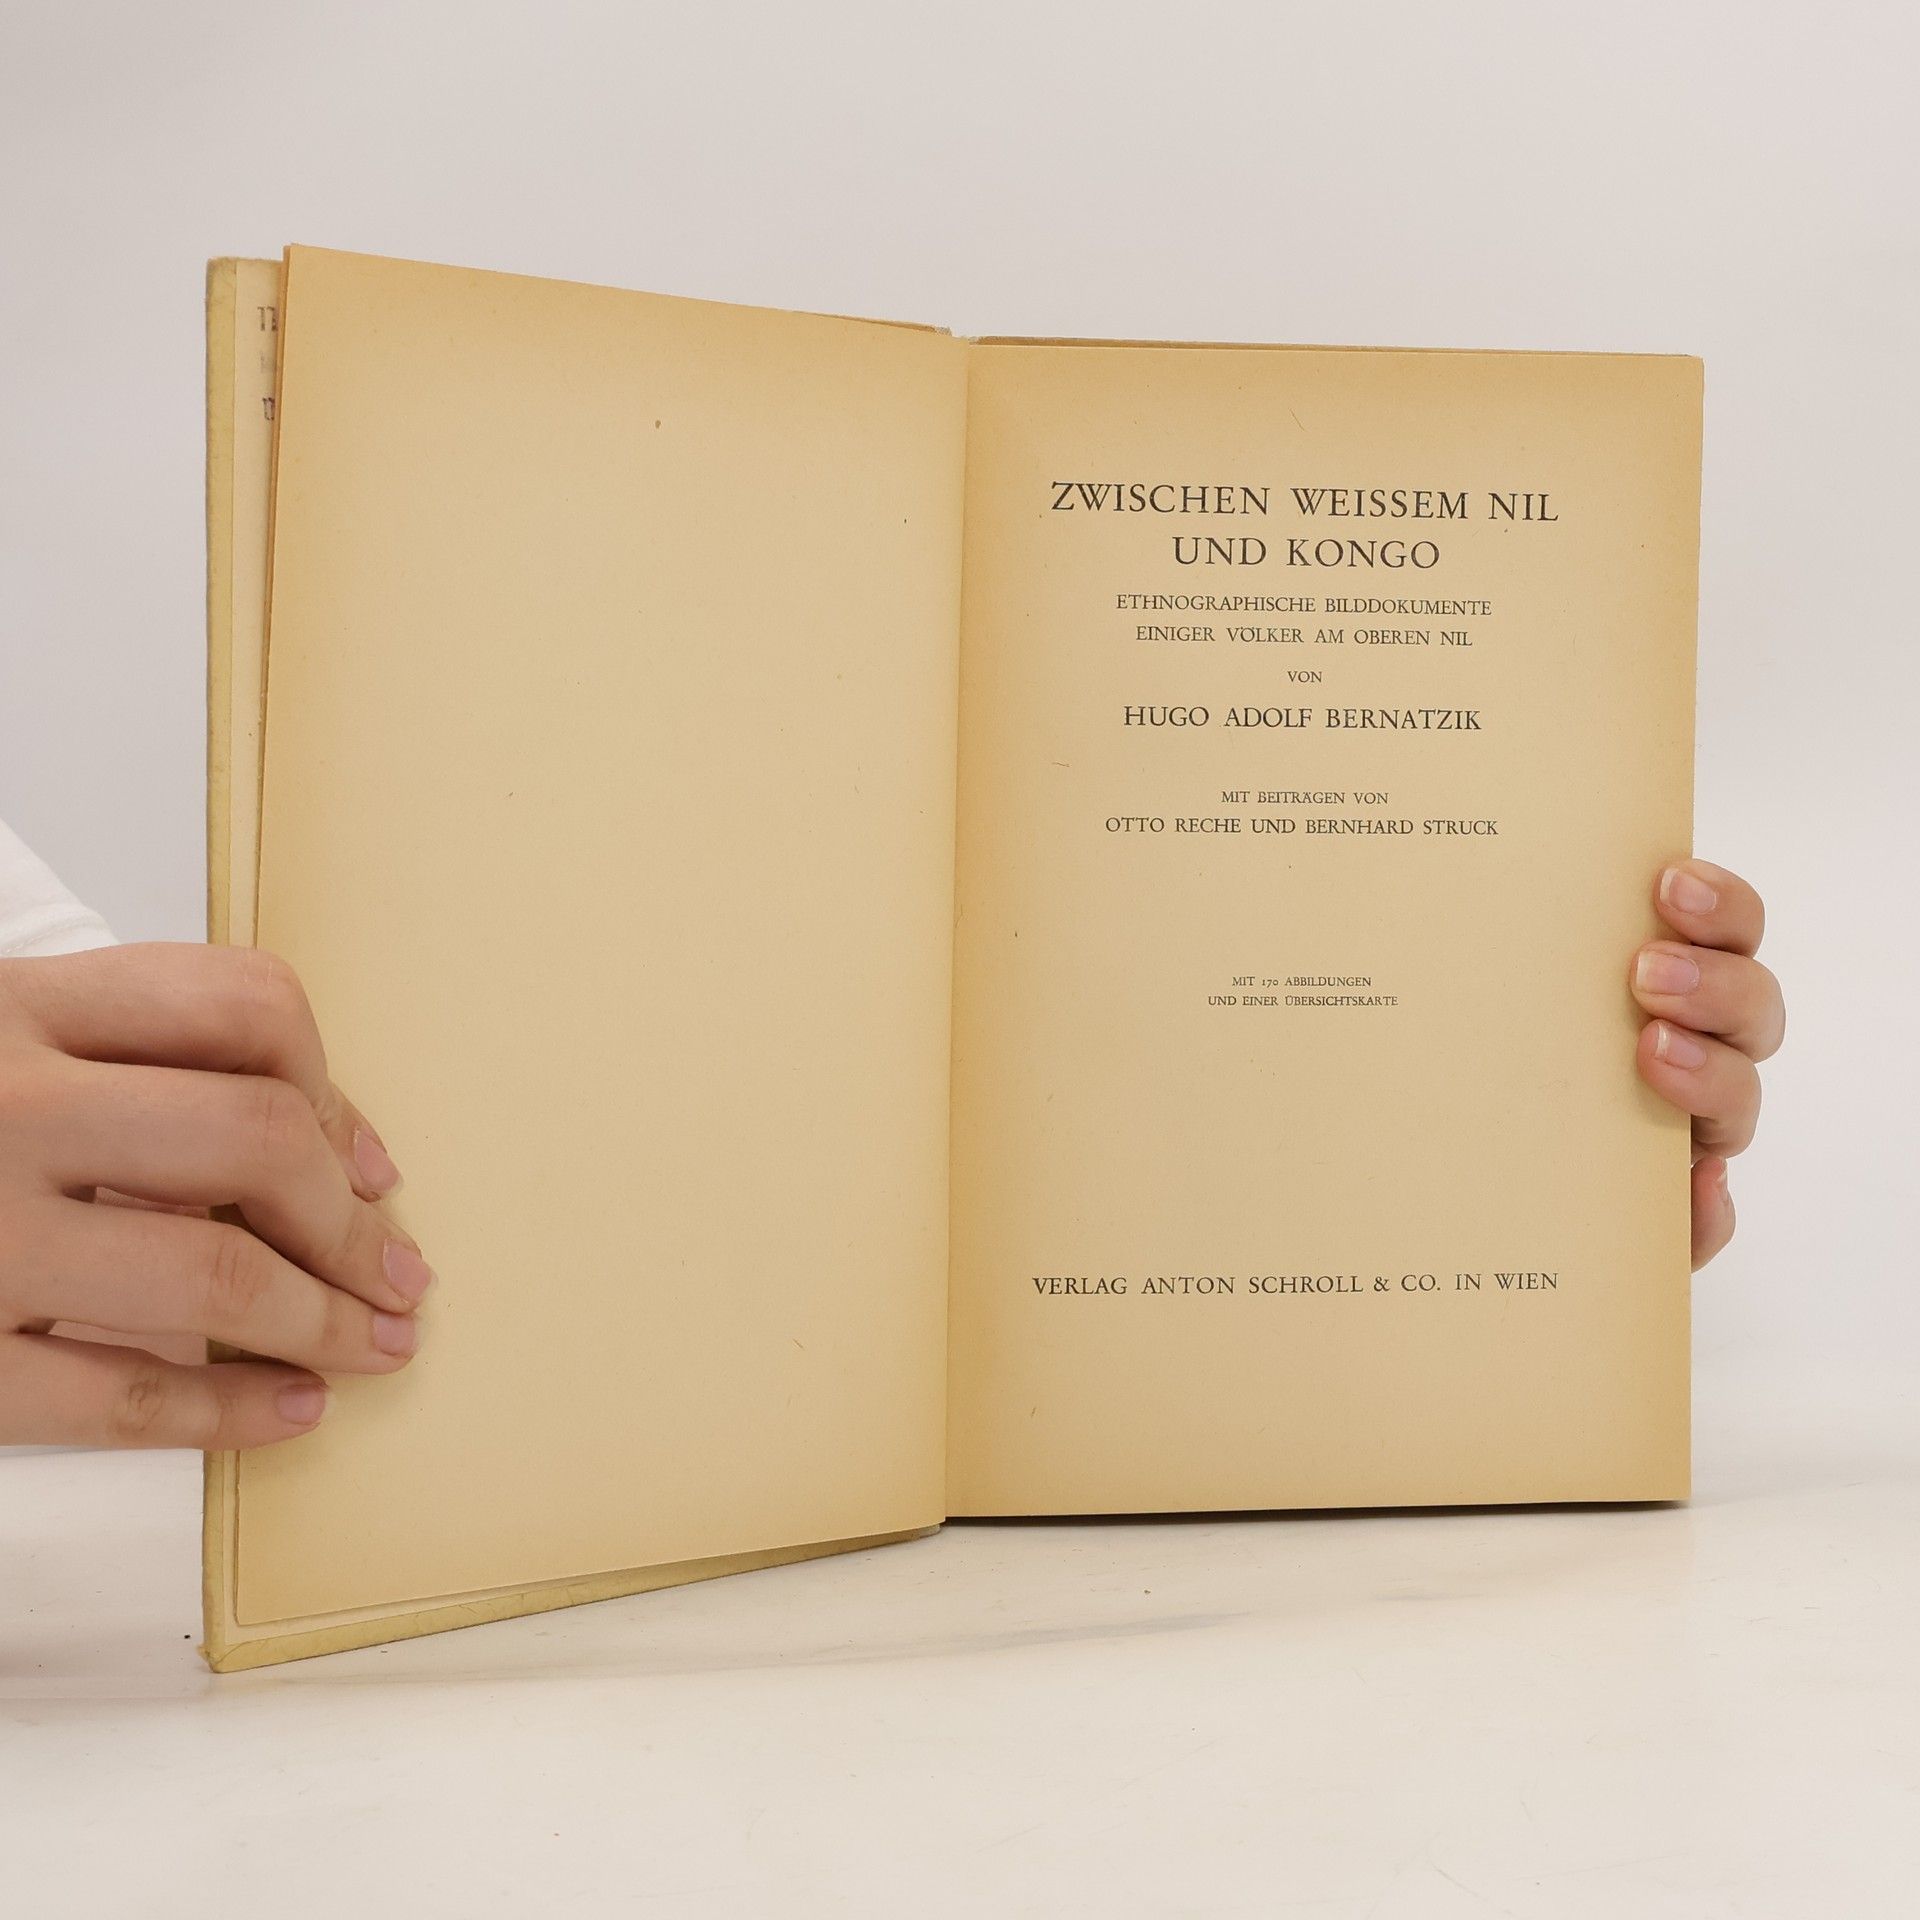 ZWISCHEN WEISSEM NIL
UND KONGO
ETHNOGRAPHISCHE BILDDOKUMENTE
EINIGER VÖLKER AM OBEREN NIL
VON
HUGO ADOLF BERNATZIK
MIT BEITRÄGEN VON
OTTO RECHE UND BERNHARD STRUCK
MIT 170 ABBILDUNGEN
UND EINER ÜBERSICHTSKARTE
VERLAG ANTON SCHROLL & CO. IN WIEN